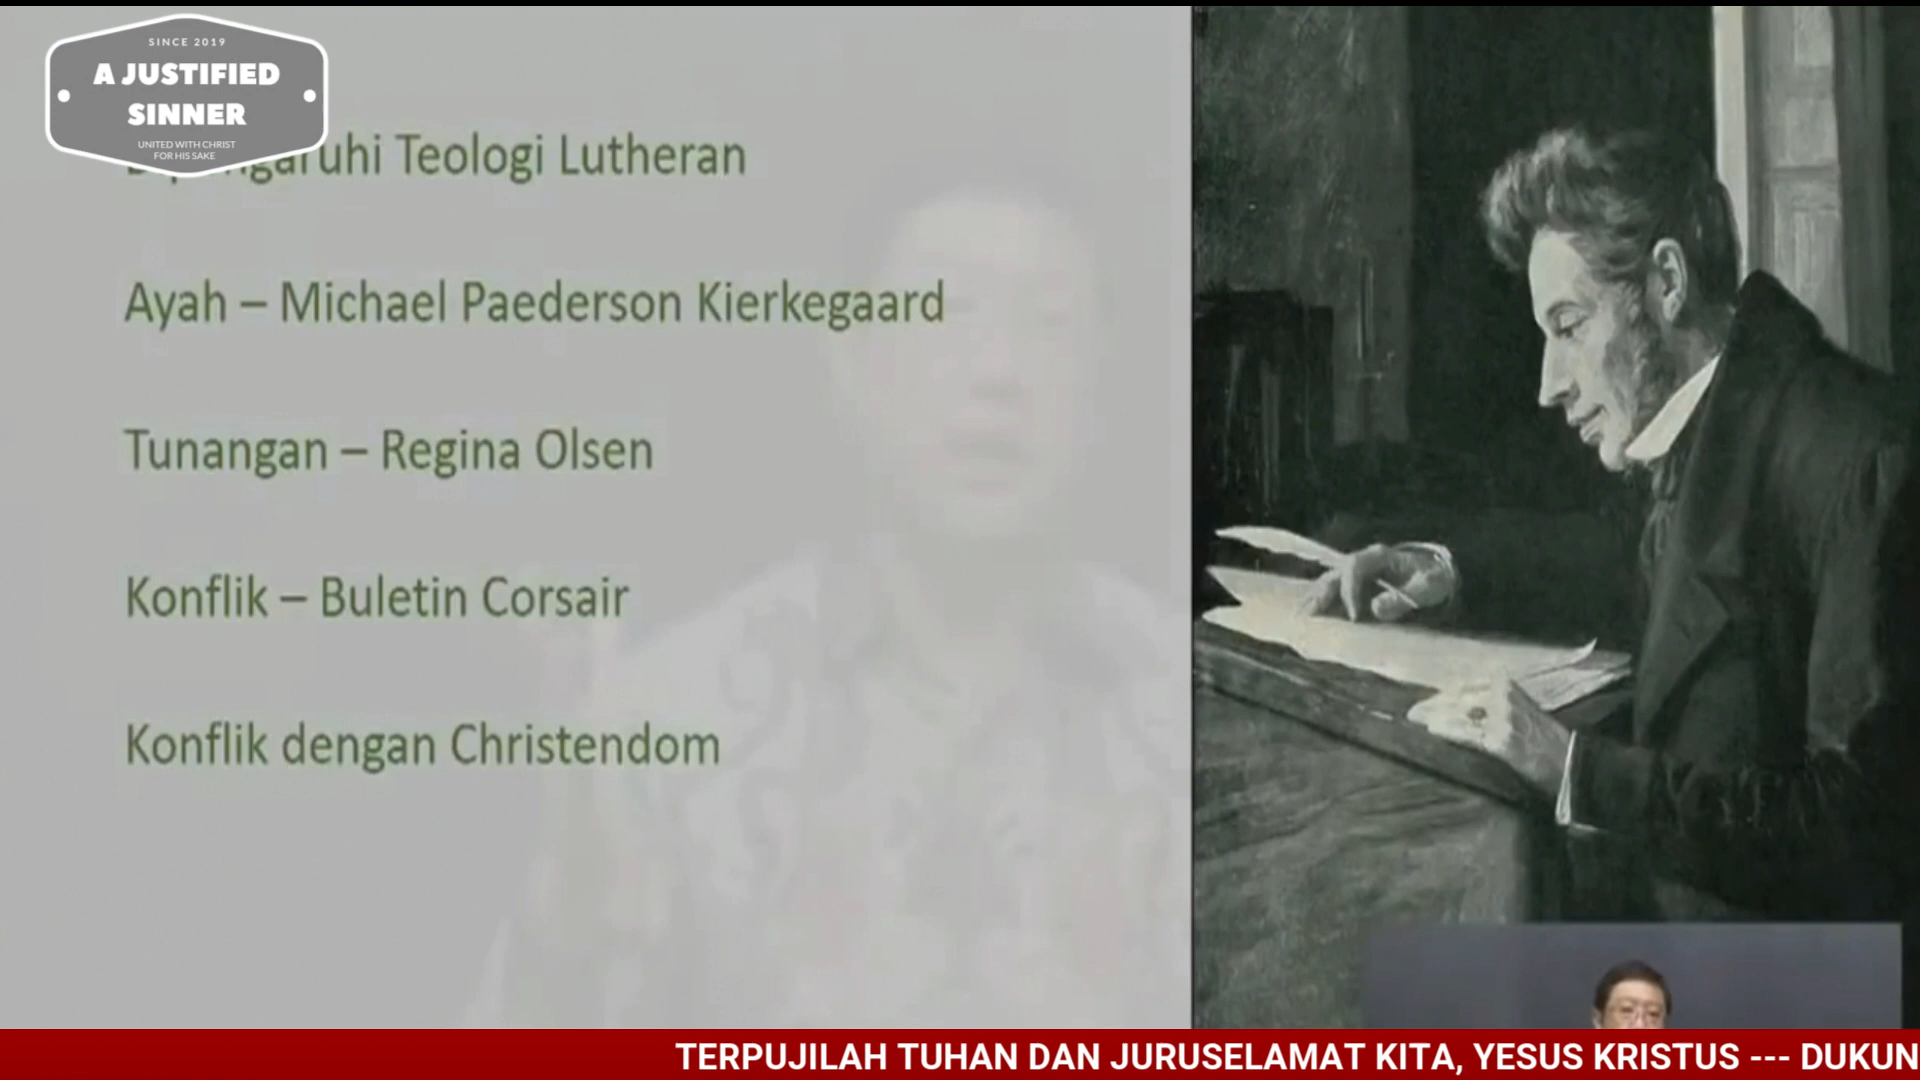 SINCE 2019
A JUSTIFIED
SINNER
UNITED WITH CHRIST
FOR HIS SAKE
Teologi Lutheran
Ayah – Michael Paederson Kierkegaard
Tunangan – Regina Olsen
Konflik – Buletin Corsair
Konflik dengan Christendom
TERPUJILAH TUHAN DAN JURUSELAMAT KITA, YESUS KRISTUS --- DUKUN